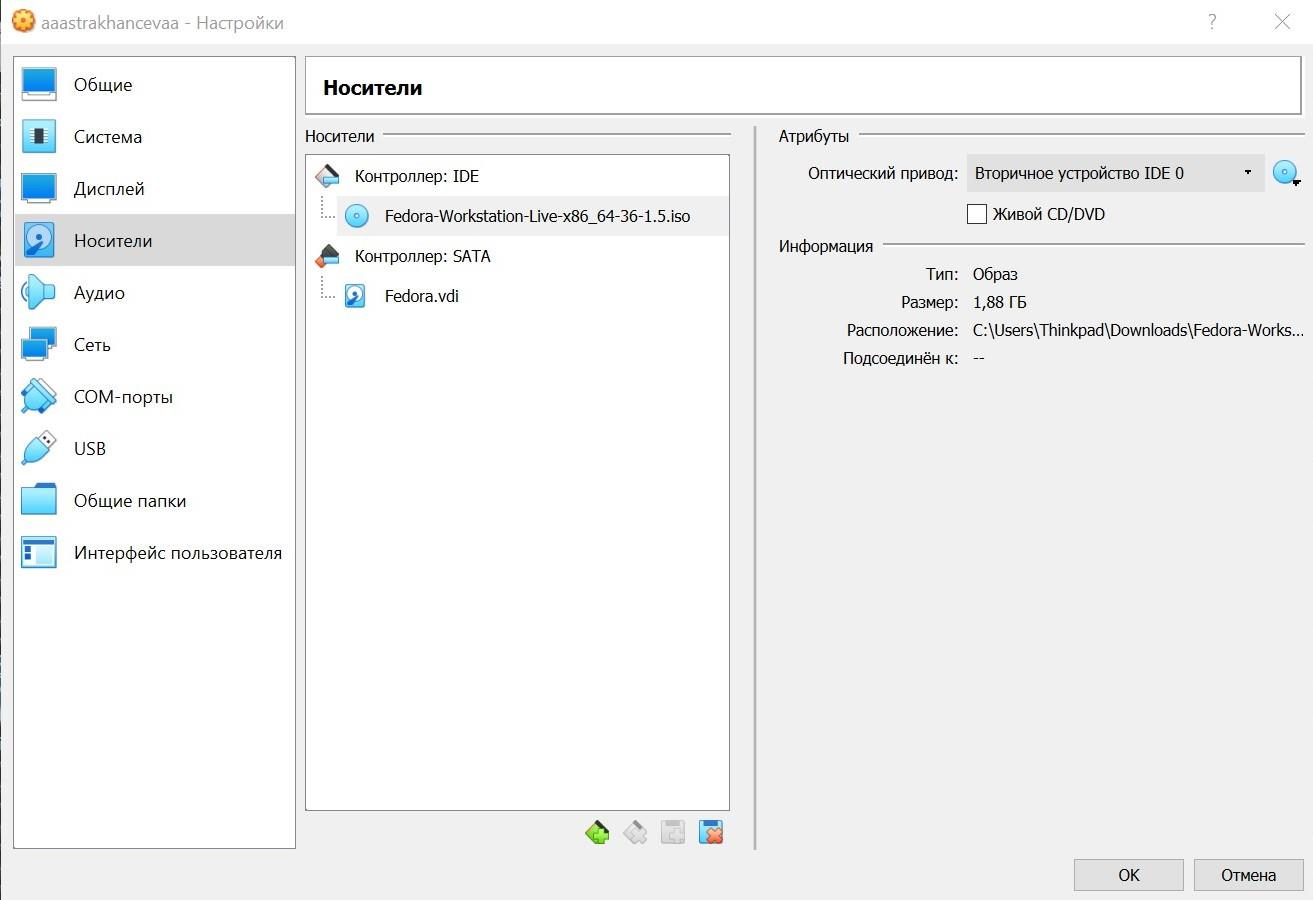 aaastrakhancevaa - Настройки
?
Общие
Система
Дисплей
Носители
Аудио
Сеть
COM-порты
USB
Общие папки
Интерфейс пользователя
Носители
Носители
Контроллер: IDE
Fedora-Workstation-Live-x86_64-36-1.5.iso
Контроллер: SATA
Fedora.vdi
Атрибуты
Оптический привод: Вторичное устройство IDE 0
Живой CD/DVD
Информация
Тип: Образ
Размер: 1,88 ГБ
Расположение: C:\Users\Thinkpad\Downloads\Fedora-Works...
Подсоединён к: --
OK
Отмена